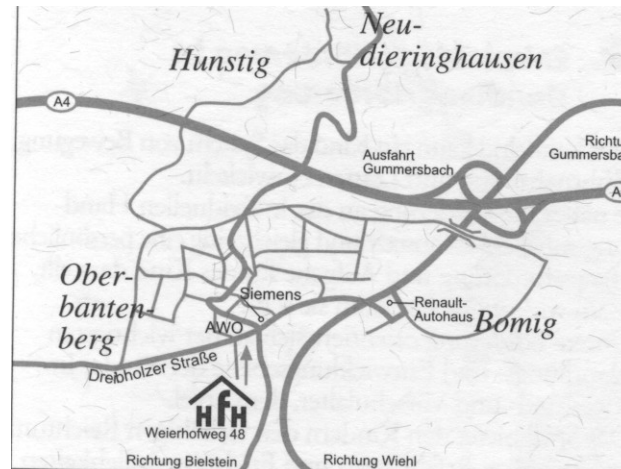 Neu-
dieringhausen
Hunstig
A4
Ausfahrt
Gummersbach
Richtu
Gummersba
A
Ober-
banten-
berg
Siemens
AWO
Renault-
Autohaus
Bomig
Dreibholzer Straße
HfH
Weierhofweg 48
Richtung Bielstein
Richtung Wiehl